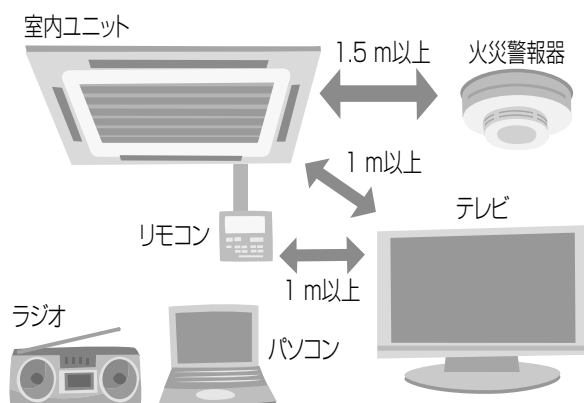 室内ユニット
1.5 m以上
火災警報器
1 m以上
リモコン
テレビ
1 m以上
ラジオ
パソコン